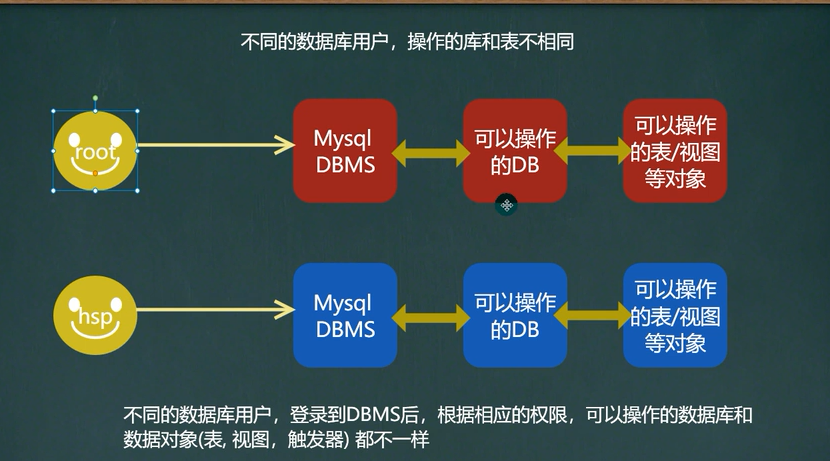 不同的数据库用户，操作的库和表不相同
root
Mysql
DBMS
可以操作
的DB
可以操作
的表/视图
等对象
hsp
Mysql
DBMS
可以操作
的DB
可以操作
的表/视图
等对象
不同的数据库用户，登录到DBMS后，根据相应的权限，可以操作的数据库和
数据对象(表, 视图，触发器) 都不一样